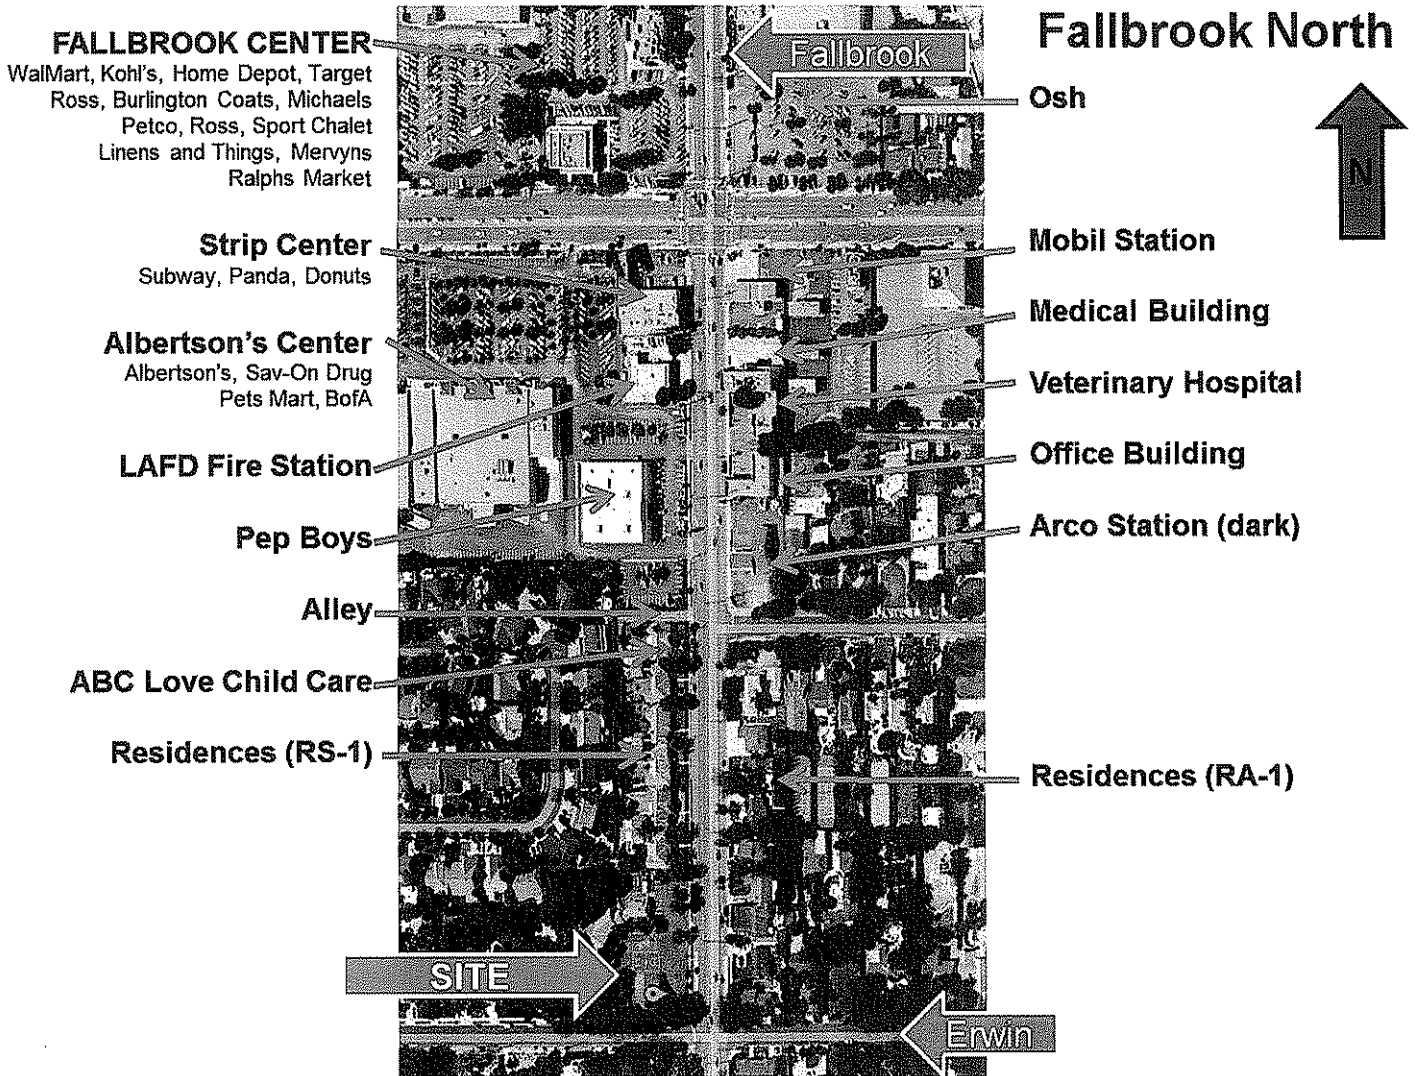 Fallbrook North
Fallbrook
N
FALLBROOK CENTER
WalMart, Kohl's, Home Depot, Target
Ross, Burlington Coats, Michaels
Petco, Ross, Sport Chalet
Linens and Things, Mervyns
Ralphs Market
Strip Center
Subway, Panda, Donuts
Albertson's Center
Albertson's, Sav-On Drug
Pets Mart, BofA
LAFD Fire Station
Pep Boys
Alley
ABC Love Child Care
Residences (RS-1)
SITE
Osh
Mobil Station
Medical Building
Veterinary Hospital
Office Building
Arco Station (dark)
Residences (RA-1)
Erwin